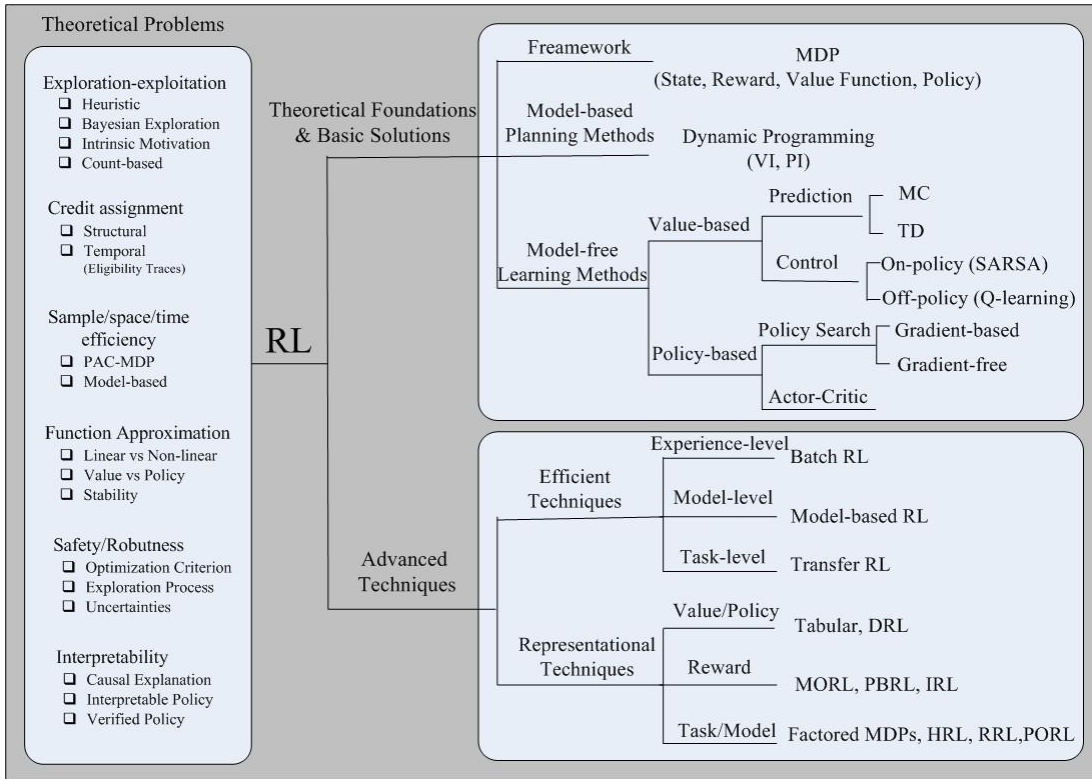 Theoretical Problems
Exploration-exploitation
Heuristic
Bayesian Exploration
Intrinsic Motivation
Count-based
Credit assignment
Structural
Temporal
(Eligibility Traces)
Sample/space/time
efficiency
PAC-MDP
Model-based
Function Approximation
Linear vs Non-linear
Value vs Policy
Stability
Safety/Robutness
Optimization Criterion
Exploration Process
Uncertainties
Interpretability
Causal Explanation
Interpretable Policy
Verified Policy
RL
Theoretical Foundations
& Basic Solutions
Freamework
MDP
(State, Reward, Value Function, Policy)
Model-based
Planning Methods
Dynamic Programming
(VI, PI)
Model-free
Learning Methods
Value-based
Prediction
MC
TD
Control
On-policy (SARSA)
Off-policy (Q-learning)
Policy-based
Policy Search
Gradient-based
Gradient-free
Actor-Critic
Advanced
Techniques
Efficient
Techniques
Experience-level
Batch RL
Model-level
Model-based RL
Task-level
Transfer RL
Representational
Techniques
Value/Policy
Tabular, DRL
Reward
MORL, PBRL, IRL
Task/Model
Factored MDPs, HRL, RRL,PORL